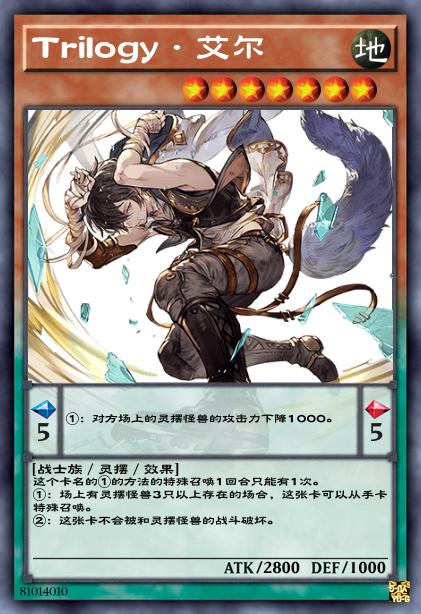 Trilogy・艾尔
地
①：对方场上的灵摆怪兽的攻击力下降1000。
5
5
[战士族／灵摆／效果]
这个卡名的①的方法的特殊召唤1回合只能有1次。
①：场上有灵摆怪兽3只以上存在的场合，这张卡可以从手卡
特殊召唤。
②：这张卡不会被和灵摆怪兽的战斗破坏。
ATK/2800 DEF/1000
81014010